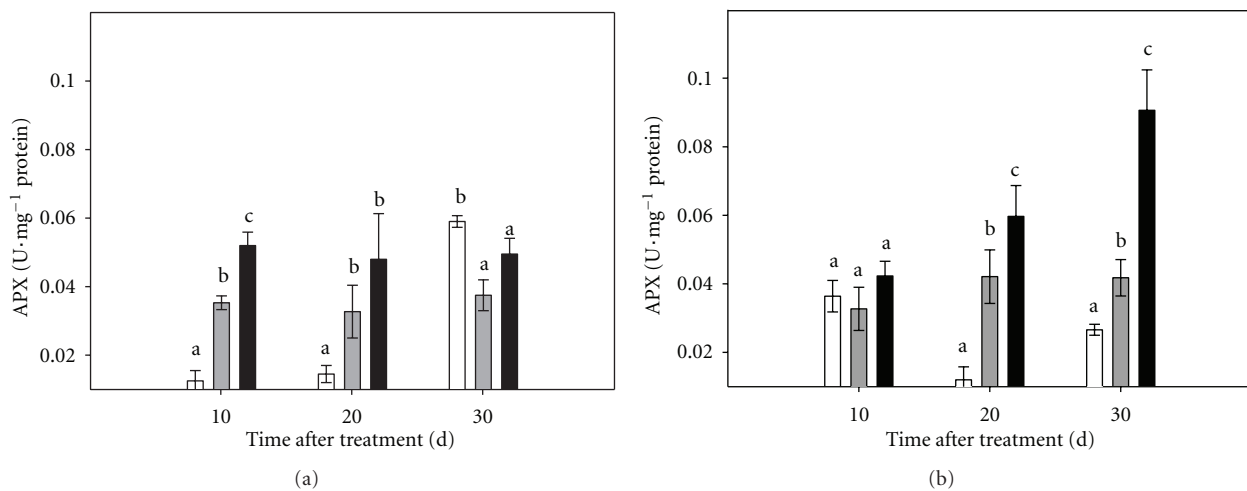 0.1
0.08
0.06
0.04
0.02
APX (U·mg⁻¹ protein)
a
b
c
a
b
b
b
a
a
10
20
30
Time after treatment (d)
(a)
0.1
0.08
0.06
0.04
0.02
APX (U·mg⁻¹ protein)
a
a
a
a
b
c
a
b
c
10
20
30
Time after treatment (d)
(b)